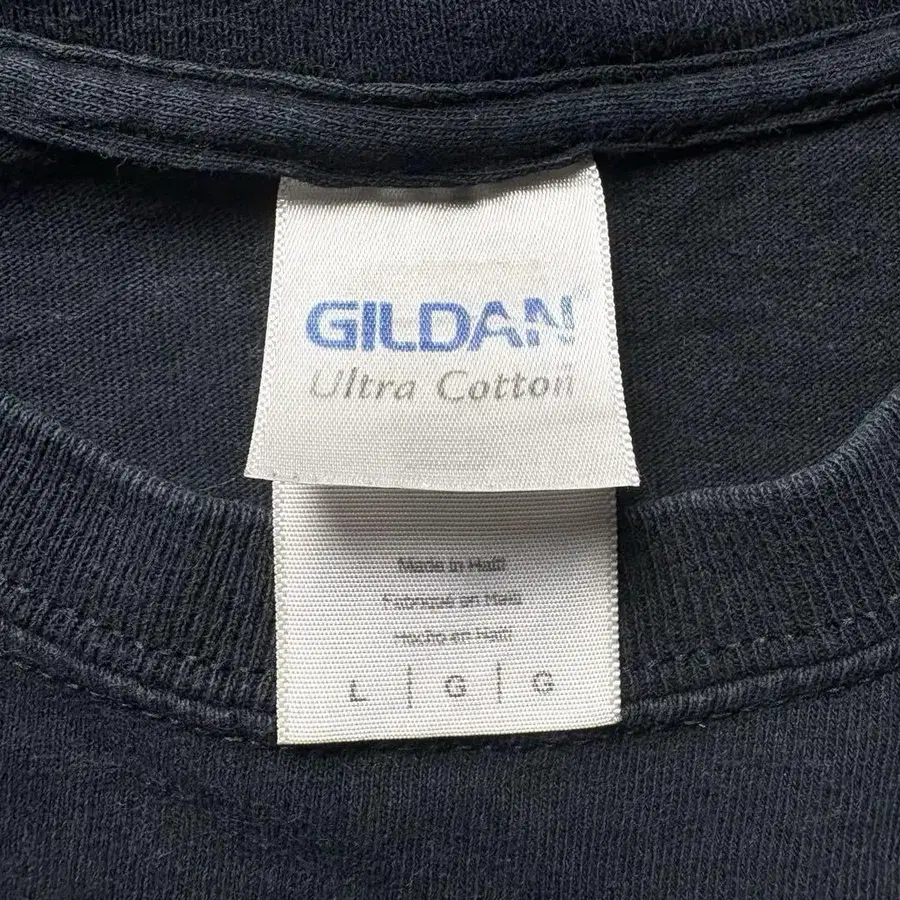 GILDAN®
Ultra Cotton
Made in Haiti
Fabriqué en Haïti
Hecho en Haití
L | G | G